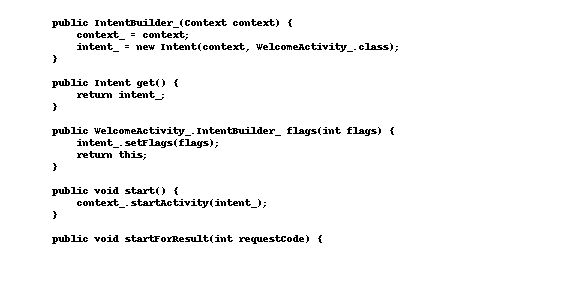 public IntentBuilder_(Context context) {
context_ = context;
intent_ = new Intent(context, WelcomeActivity_.class);
}
public Intent get() {
return intent_;
}
public WelcomeActivity_.IntentBuilder_ flags(int flags) {
intent_.setFlags(flags);
return this;
}
public void start() {
context_.startActivity(intent_);
}
public void startForResult(int requestCode) {